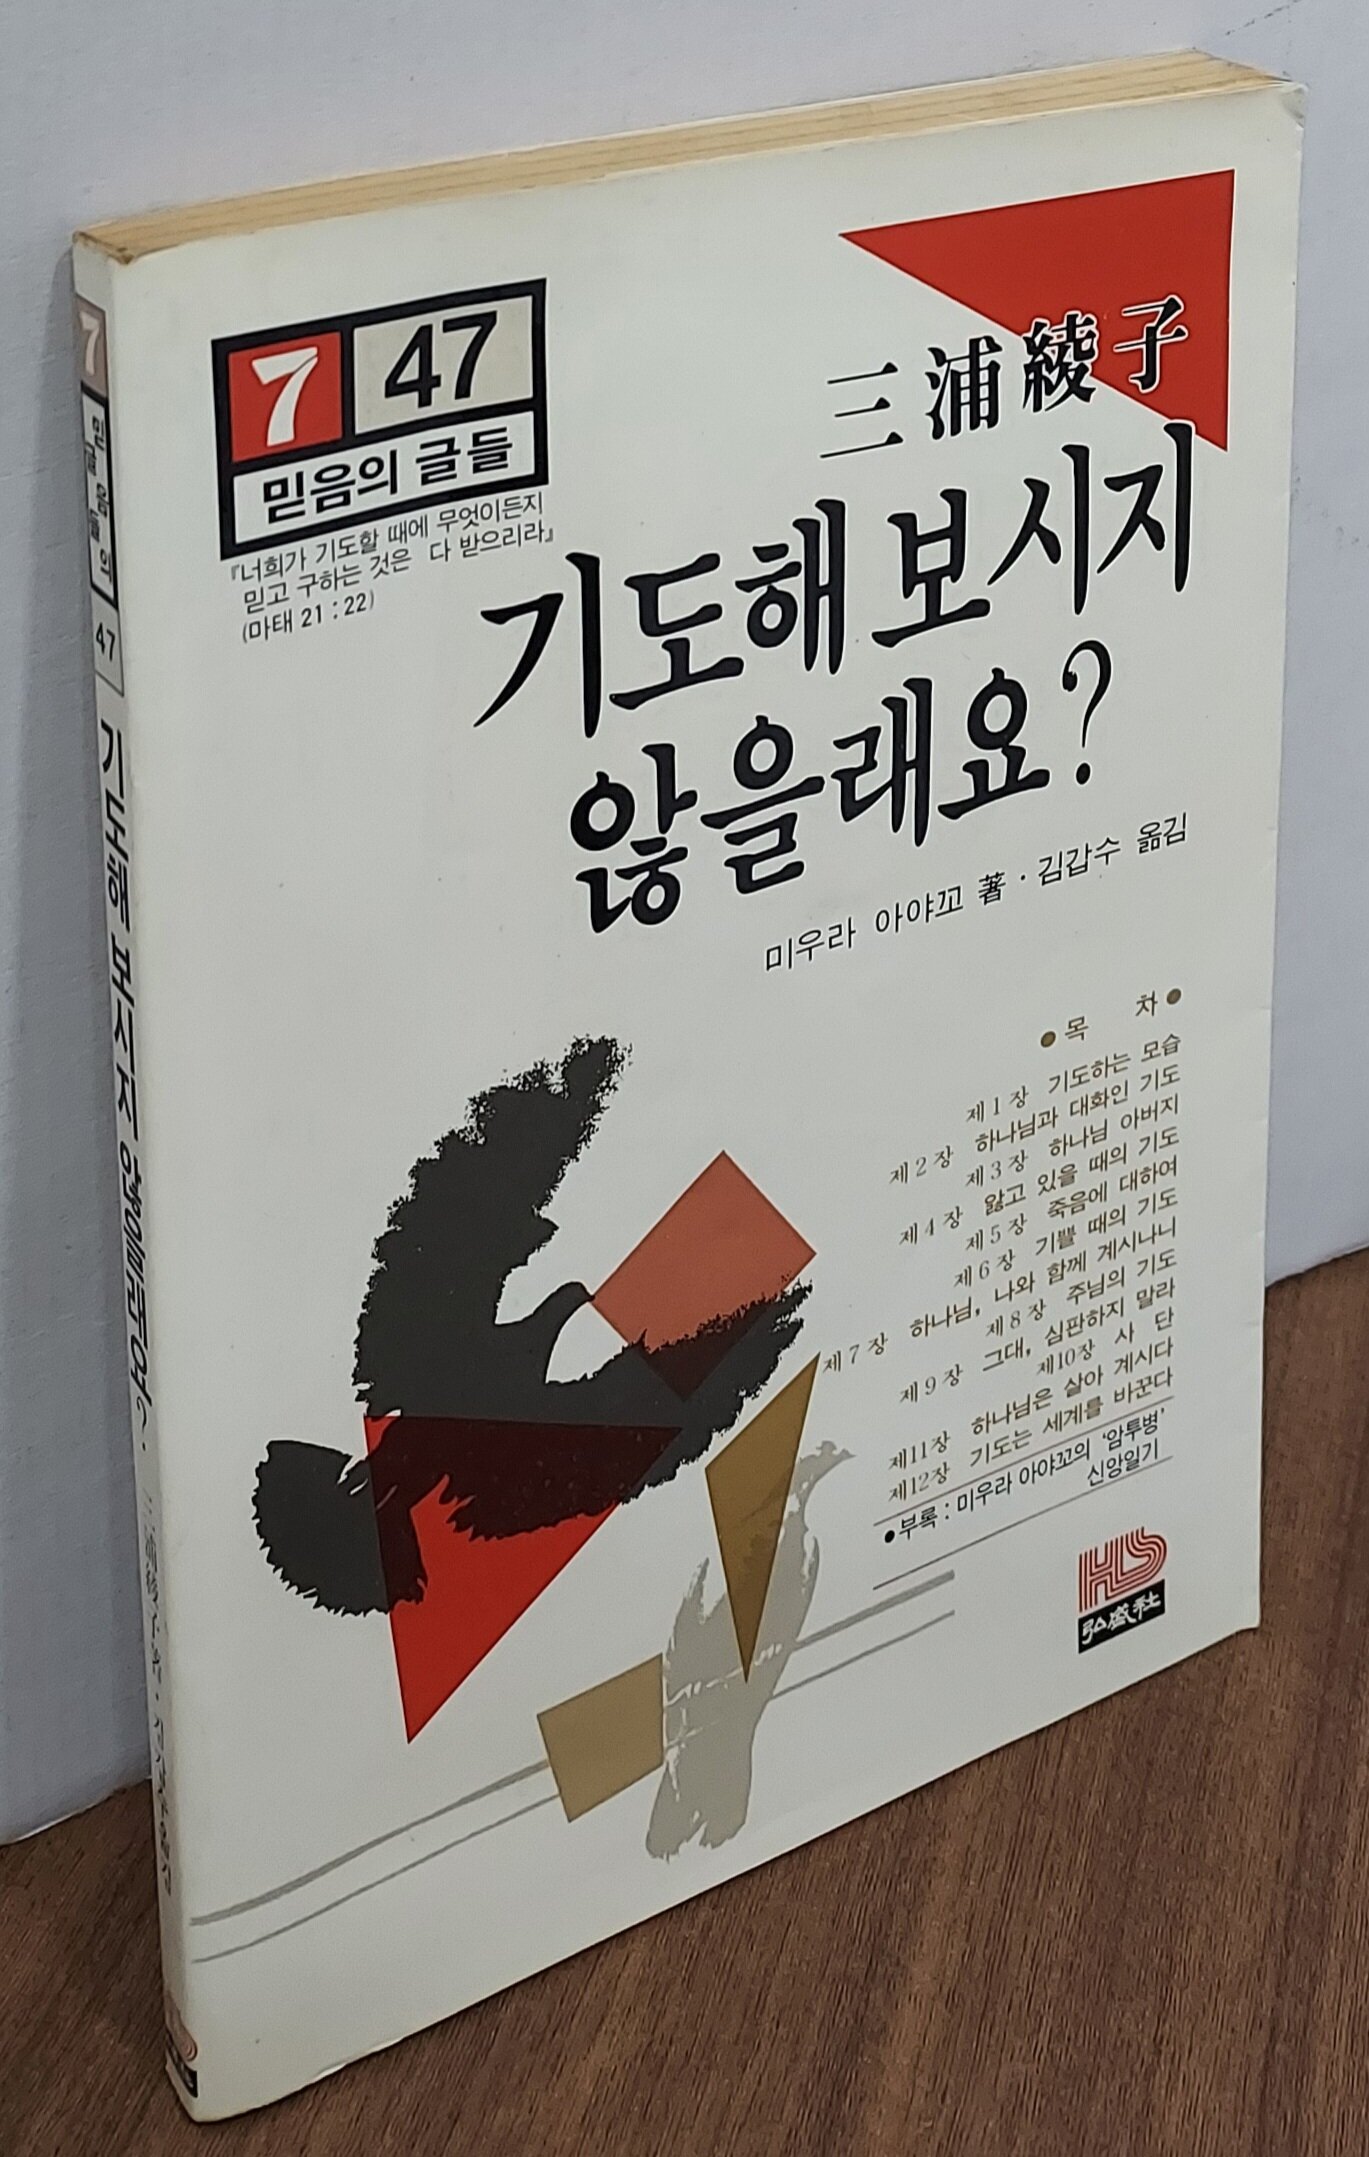 7 47
믿음의 글들
『너희가 기도할 때에 무엇이든지
믿고 구하는 것은 다 받으리라』
(마태 21 : 22)
三浦綾子
기도해 보시지
않을래요?
미우라 아야꼬 著 · 김갑수 옮김
● 목 차 ●
제 1 장 기도하는 모습
제 2 장 하나님과 대화인 기도
제 3 장 하나님 아버지
제 4 장 앓고 있을 때의 기도
제 5 장 죽음에 대하여
제 6 장 기쁠 때의 기도
제 7 장 하나님, 나와 함께 계시나니
제 8 장 주님의 기도
제 9 장 그대, 심판하지 말라
제10장 사 단
제11장 하나님은 살아 계시다
제12장 기도는 세계를 바꾼다
● 부록 : 미우라 아야꼬의 '암투병'
신앙일기
HS
弘盛社
7
믿음의
글들
47
기도해 보시지 않을래요? · 三浦綾子 著 · 김갑수 옮김